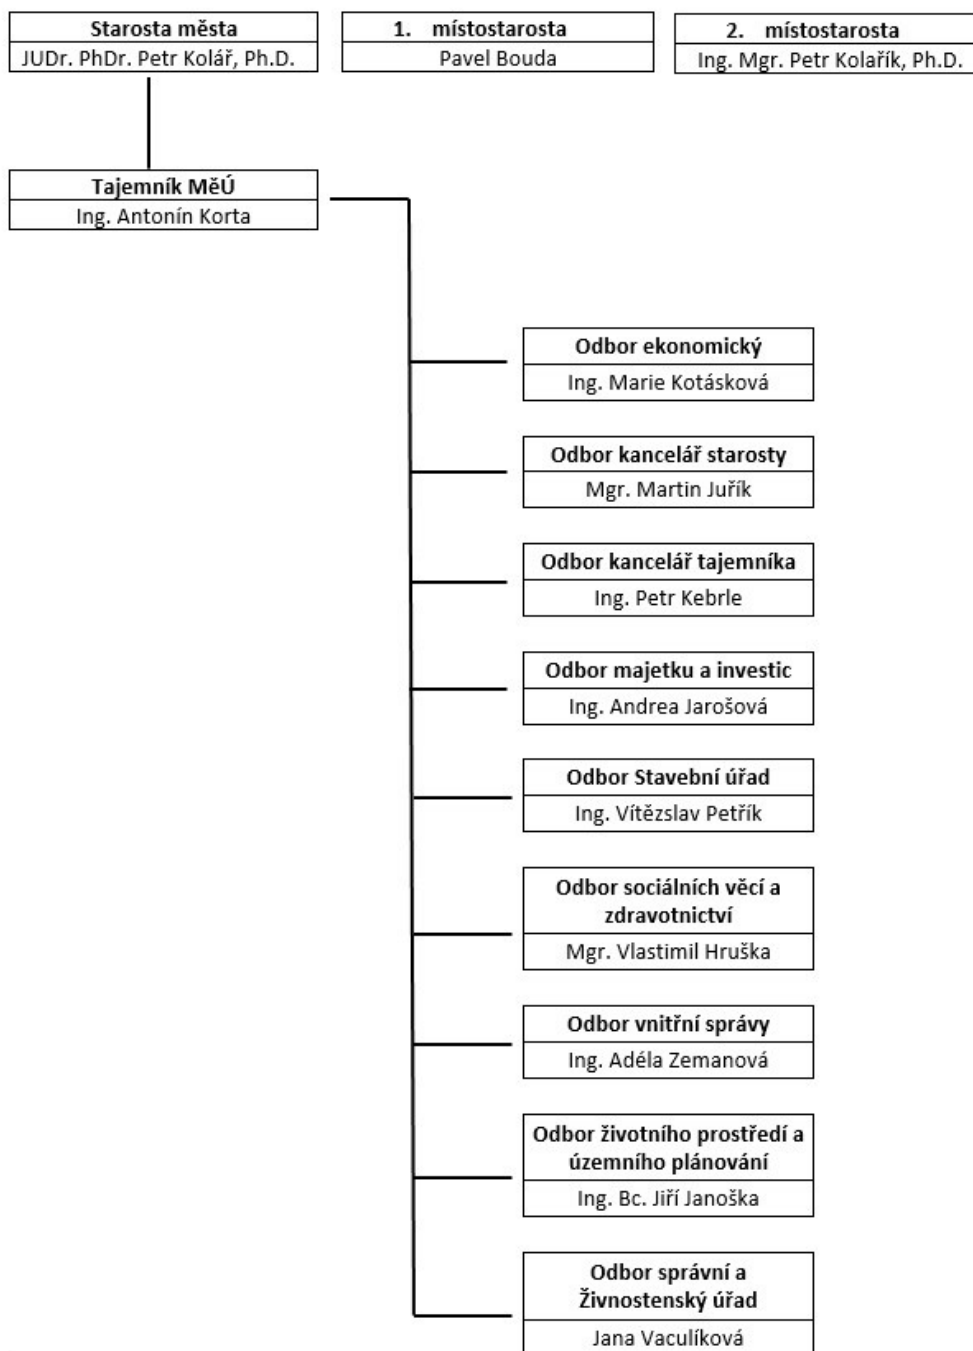 Starosta města
JUDr. PhDr. Petr Kolář, Ph.D.
1. místostarosta
Pavel Bouda
2. místostarosta
Ing. Mgr. Petr Kolařík, Ph.D.
Tajemník MěÚ
Ing. Antonín Korta
Odbor ekonomický
Ing. Marie Kotásková
Odbor kancelář starosty
Mgr. Martin Juřík
Odbor kancelář tajemníka
Ing. Petr Kebrle
Odbor majetku a investic
Ing. Andrea Jarošová
Odbor Stavební úřad
Ing. Vítězslav Petřík
Odbor sociálních věcí a
zdravotnictví
Mgr. Vlastimil Hruška
Odbor vnitřní správy
Ing. Adéla Zemanová
Odbor životního prostředí a
územního plánování
Ing. Bc. Jiří Janoška
Odbor správní a
Živnostenský úřad
Jana Vaculíková